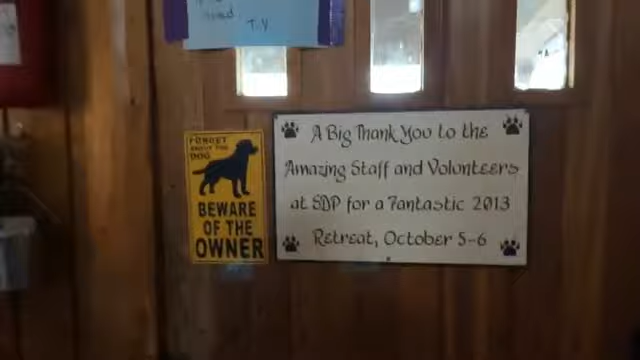 T.V
FORGET
ABOUT THE
DOG
BEWARE
OF THE
OWNER
A Big Thank You to the
Amazing Staff and Volunteers
at SDP for a Fantastic 2013
Retreat, October 5-6